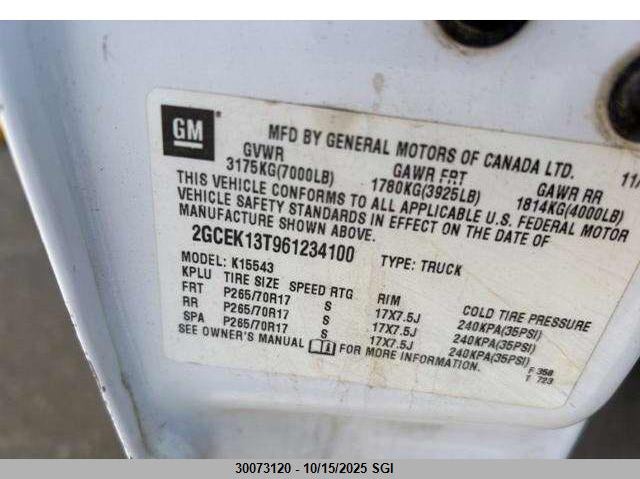 GM
MFD BY GENERAL MOTORS OF CANADA LTD. 11/
GVWR GAWR FRT GAWR RR
3175KG(7000LB) 1780KG(3925LB) 1814KG(4000LB)
THIS VEHICLE CONFORMS TO ALL APPLICABLE U.S. FEDERAL MOTOR
VEHICLE SAFETY STANDARDS IN EFFECT ON THE DATE OF
MANUFACTURE SHOWN ABOVE.
2GCEK13T961234100 TYPE: TRUCK
MODEL: K15543
KPLU TIRE SIZE SPEED RTG RIM COLD TIRE PRESSURE
FRT P265/70R17 S 17X7.5J 240KPA(35PSI)
RR P265/70R17 S 17X7.5J 240KPA(35PSI)
SPA P265/70R17 S 17X7.5J 240KPA(35PSI)
SEE OWNER'S MANUAL FOR MORE INFORMATION.
F 358
T 723
30073120 - 10/15/2025 SGI